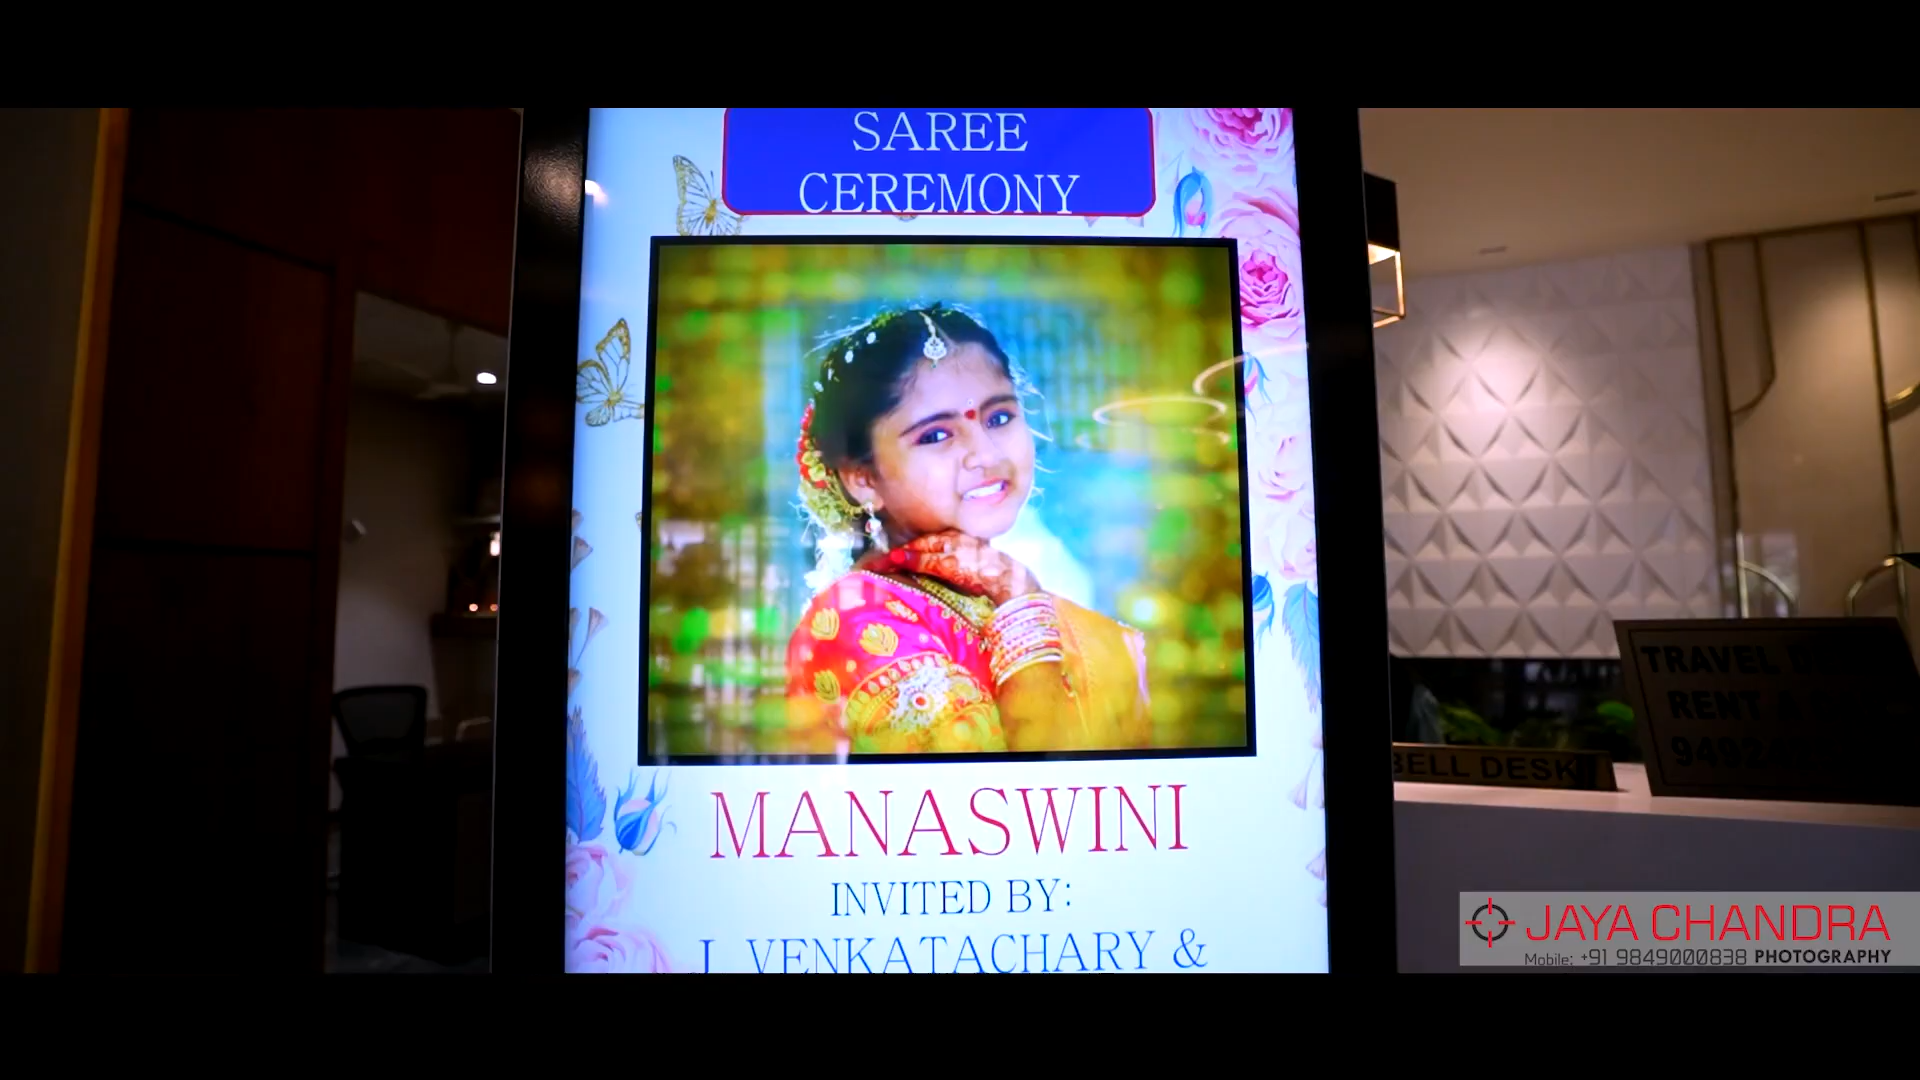 SAREE
CEREMONY
MANASWINI
INVITED BY:
J. VENKATACHARY &
TRAVEL
RENT
BELL DESK
JAYA CHANDRA
Mobile: +91 9849000838 PHOTOGRAPHY